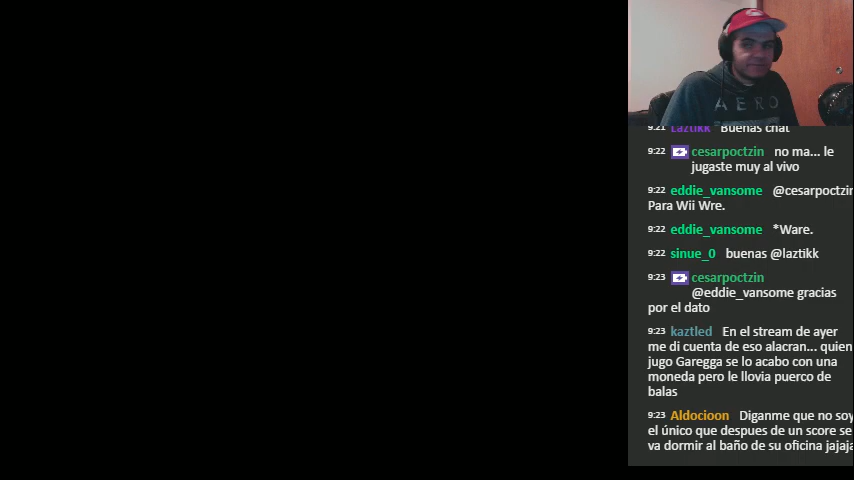 AERO
9:21 Laztikk Buenas chat
9:22 cesarpoctzin no ma... le
jugaste muy al vivo
9:22 eddie_vansome @cesarpoctzin
Para Wii Wre.
9:22 eddie_vansome *Ware.
9:22 sinue_0 buenas @laztikk
9:23 cesarpoctzin
@eddie_vansome gracias
por el dato
9:23 kaztled En el stream de ayer
me di cuenta de eso alacran... quien
jugo Garegga se lo acabo con una
moneda pero le llovia puerco de
balas
9:23 Aldocioon Diganme que no soy
el único que despues de un score se
va dormir al baño de su oficina jajaja